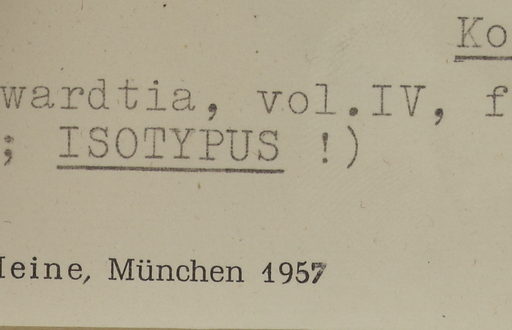 Ko
wardtia, vol.IV, f
; ISOTYPUS !)
Heine, München 1957